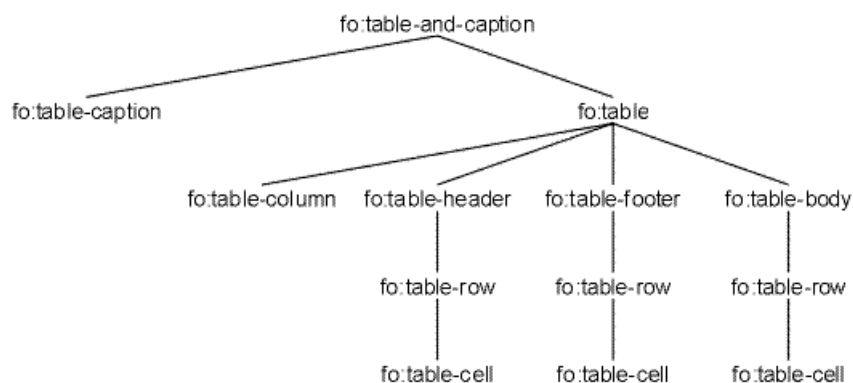 fo:table-and-caption
fo:table-caption fo:table
fo:table-column fo:table-header fo:table-footer fo:table-body
fo:table-row fo:table-row fo:table-row
fo:table-cell fo:table-cell fo:table-cell